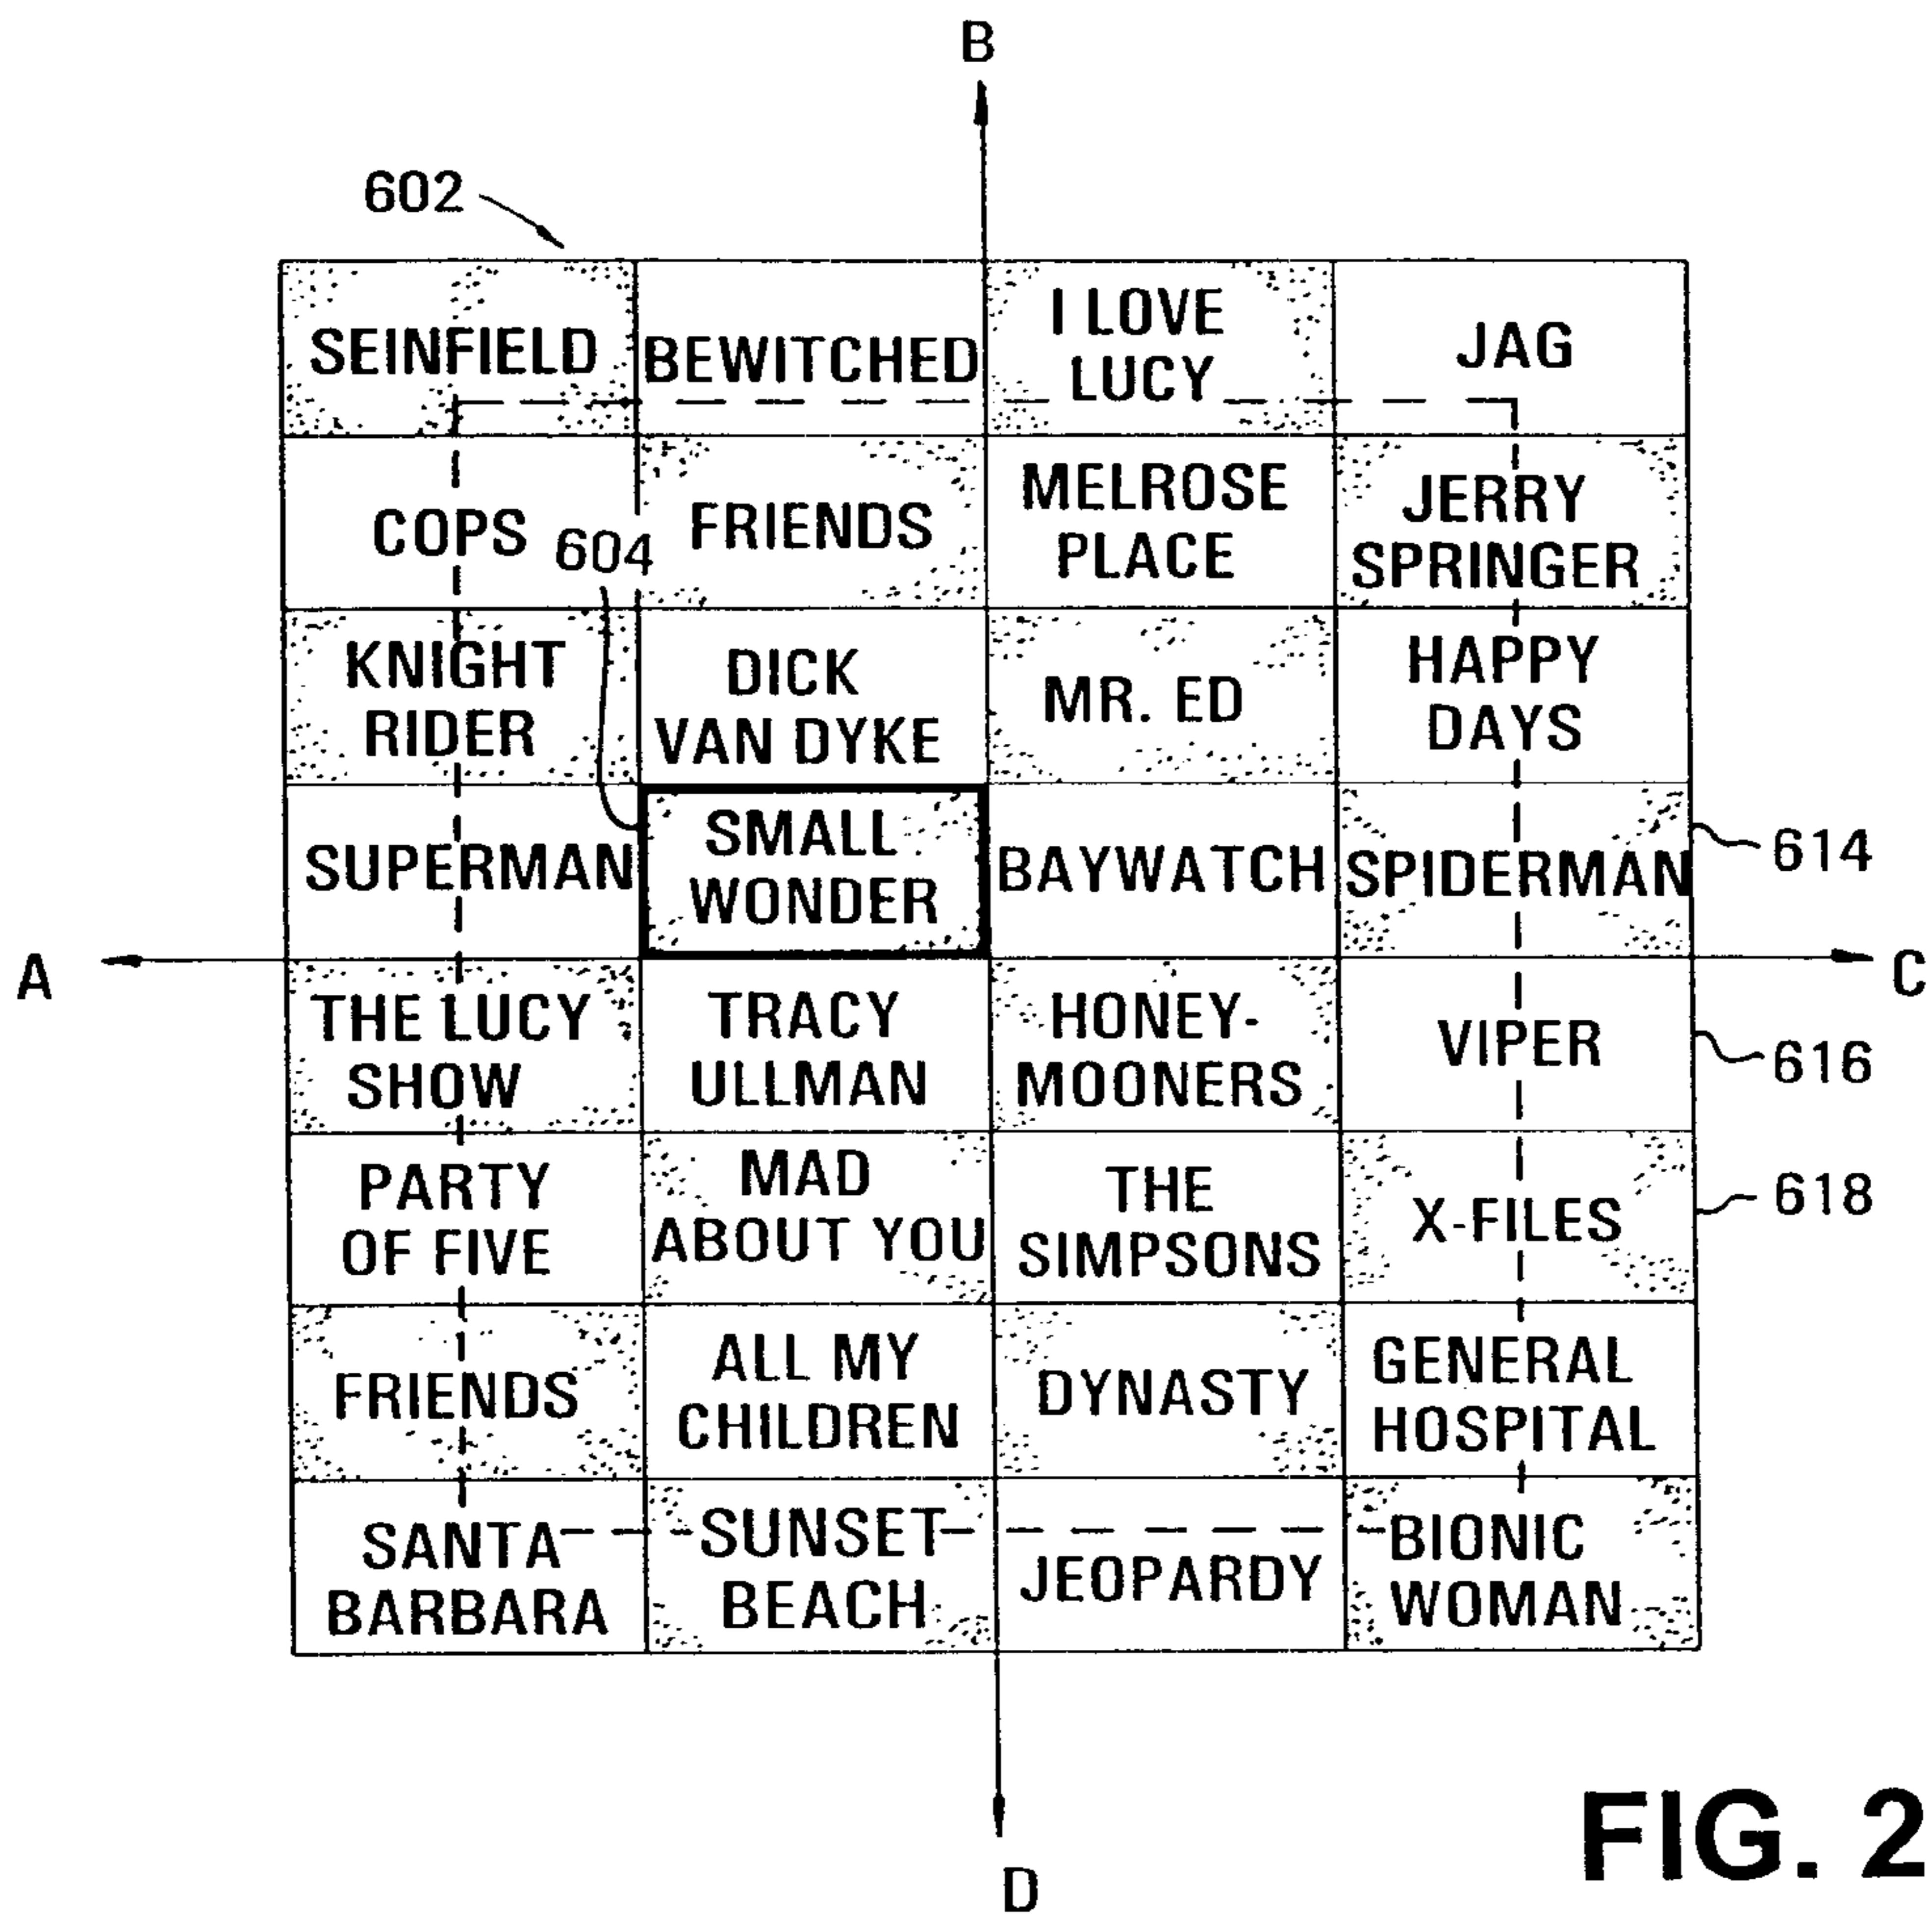 B
602
SEINFIELD
BEWITCHED
I LOVE
LUCY
JAG
COPS
604
FRIENDS
MELROSE
PLACE
JERRY
SPRINGER
KNIGHT
RIDER
DICK
VAN DYKE
MR. ED
HAPPY
DAYS
SUPERMAN
SMALL
WONDER
BAYWATCH
SPIDERMAN
614
A
C
THE LUCY
SHOW
TRACY
ULLMAN
HONEY-
MOONERS
VIPER
616
PARTY
OF FIVE
MAD
ABOUT YOU
THE
SIMPSONS
X-FILES
618
FRIENDS
ALL MY
CHILDREN
DYNASTY
GENERAL
HOSPITAL
SANTA
BARBARA
SUNSET
BEACH
JEOPARDY
BIONIC
WOMAN
D
FIG. 2